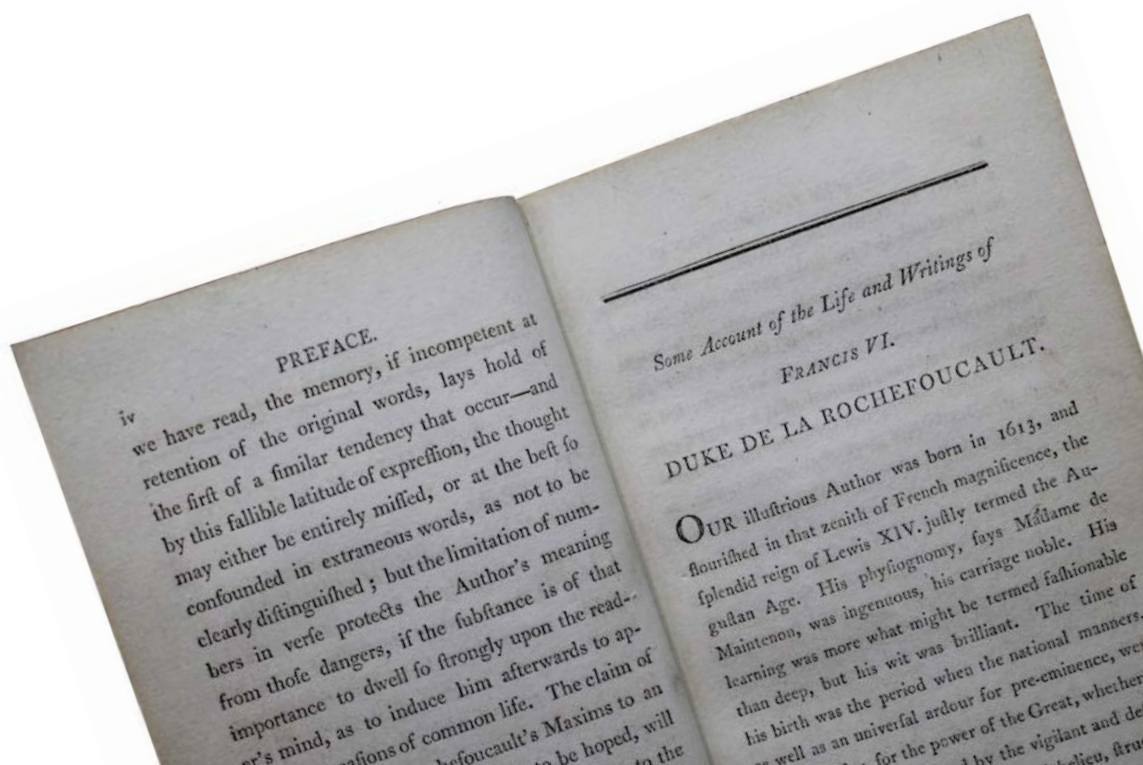 iv
PREFACE.
we have read, the memory, if incompetent at
retention of the original words, lays hold of
the firſt of a ſimilar tendency that occur—and
by this fallible latitude of expreſſion, the thought
may either be entirely miſſed, or at the beſt ſo
confounded in extraneous words, as not to be
clearly diſtinguiſhed ; but the limitation of num-
bers in verſe protects the Author's meaning
from thoſe dangers, if the ſubſtance is of that
importance to dwell ſo ſtrongly upon the read-
er's mind, as to induce him afterwards to ap-
aſions of common life. The claim of
hefoucault's Maxims to an
be hoped, will
to the
Some Account of the Life and Writings of
FRANCIS VI.
DUKE DE LA ROCHEFOUCAULT.
OUR illuſtrious Author was born in 1613, and
flouriſhed in that zenith of French magnificence, the
ſplendid reign of Lewis XIV. juſtly termed the Au-
guſtan Age. His phyſiognomy, ſays Madame de
Maintenon, was ingenuous, his carriage noble. His
learning was more what might be termed faſhionable
than deep, but his wit was brilliant. The time of
his birth was the period when the national manners,
as well as an univerſal ardour for pre-eminence, we
for the power of the Great, whether
by the vigilant and de
helieu, ſtru